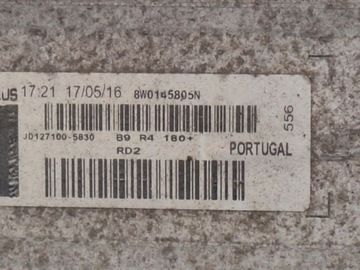 17:21 17/05/16 8W0145805N
JD127100-5830 B9 R4 180+
RD2
PORTUGAL
556